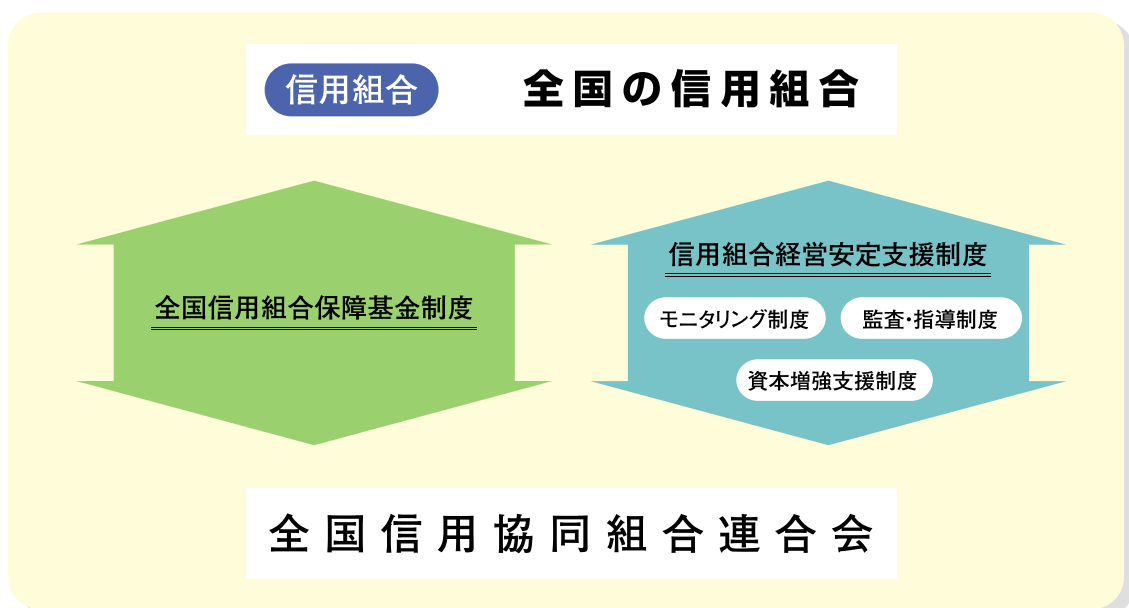 信用組合
全国の信用組合
全国信用組合保障基金制度
信用組合経営安定支援制度
モニタリング制度
監査・指導制度
資本増強支援制度
全国信用協同組合連合会